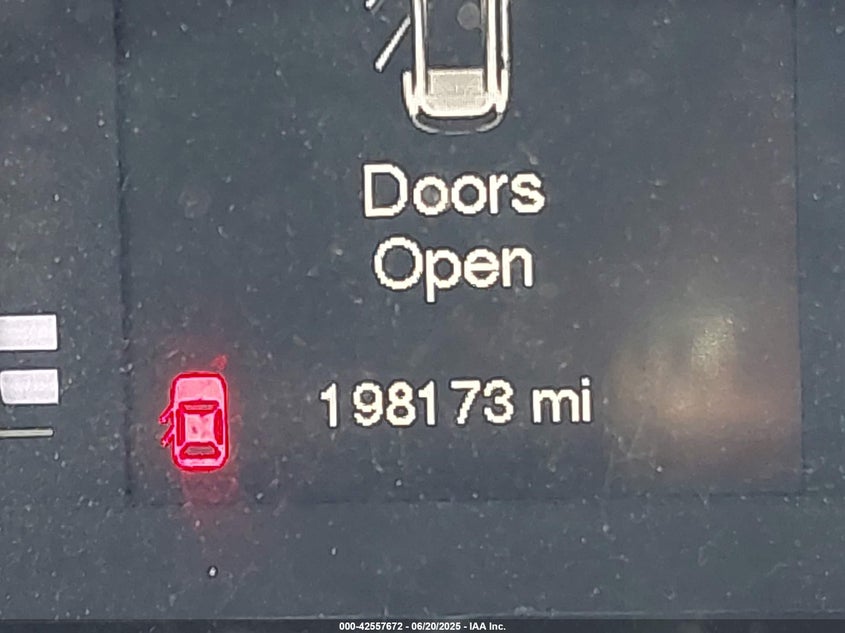 Doors
Open
198173 mi
000-42557672 - 06/20/2025 - IAA Inc.